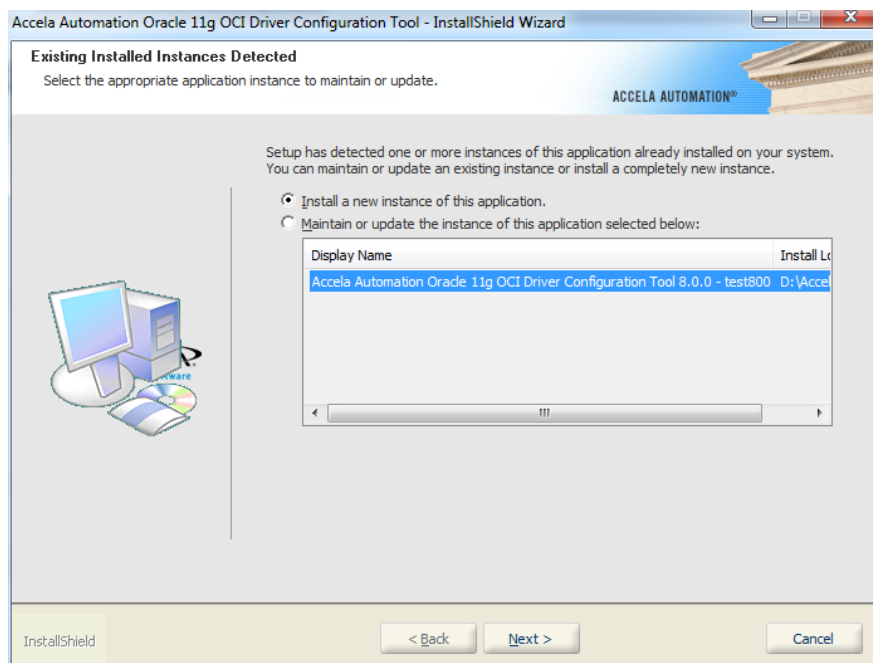 Accela Automation Oracle 11g OCI Driver Configuration Tool - InstallShield Wizard
Existing Installed Instances Detected
Select the appropriate application instance to maintain or update.
ACCELA AUTOMATION®
Setup has detected one or more instances of this application already installed on your system.
You can maintain or update an existing instance or install a completely new instance.
Install a new instance of this application.
Maintain or update the instance of this application selected below:
Display Name Install Lo
Accela Automation Oracle 11g OCI Driver Configuration Tool 8.0.0 - test800 D:\Accel
ware
InstallShield < Back Next > Cancel